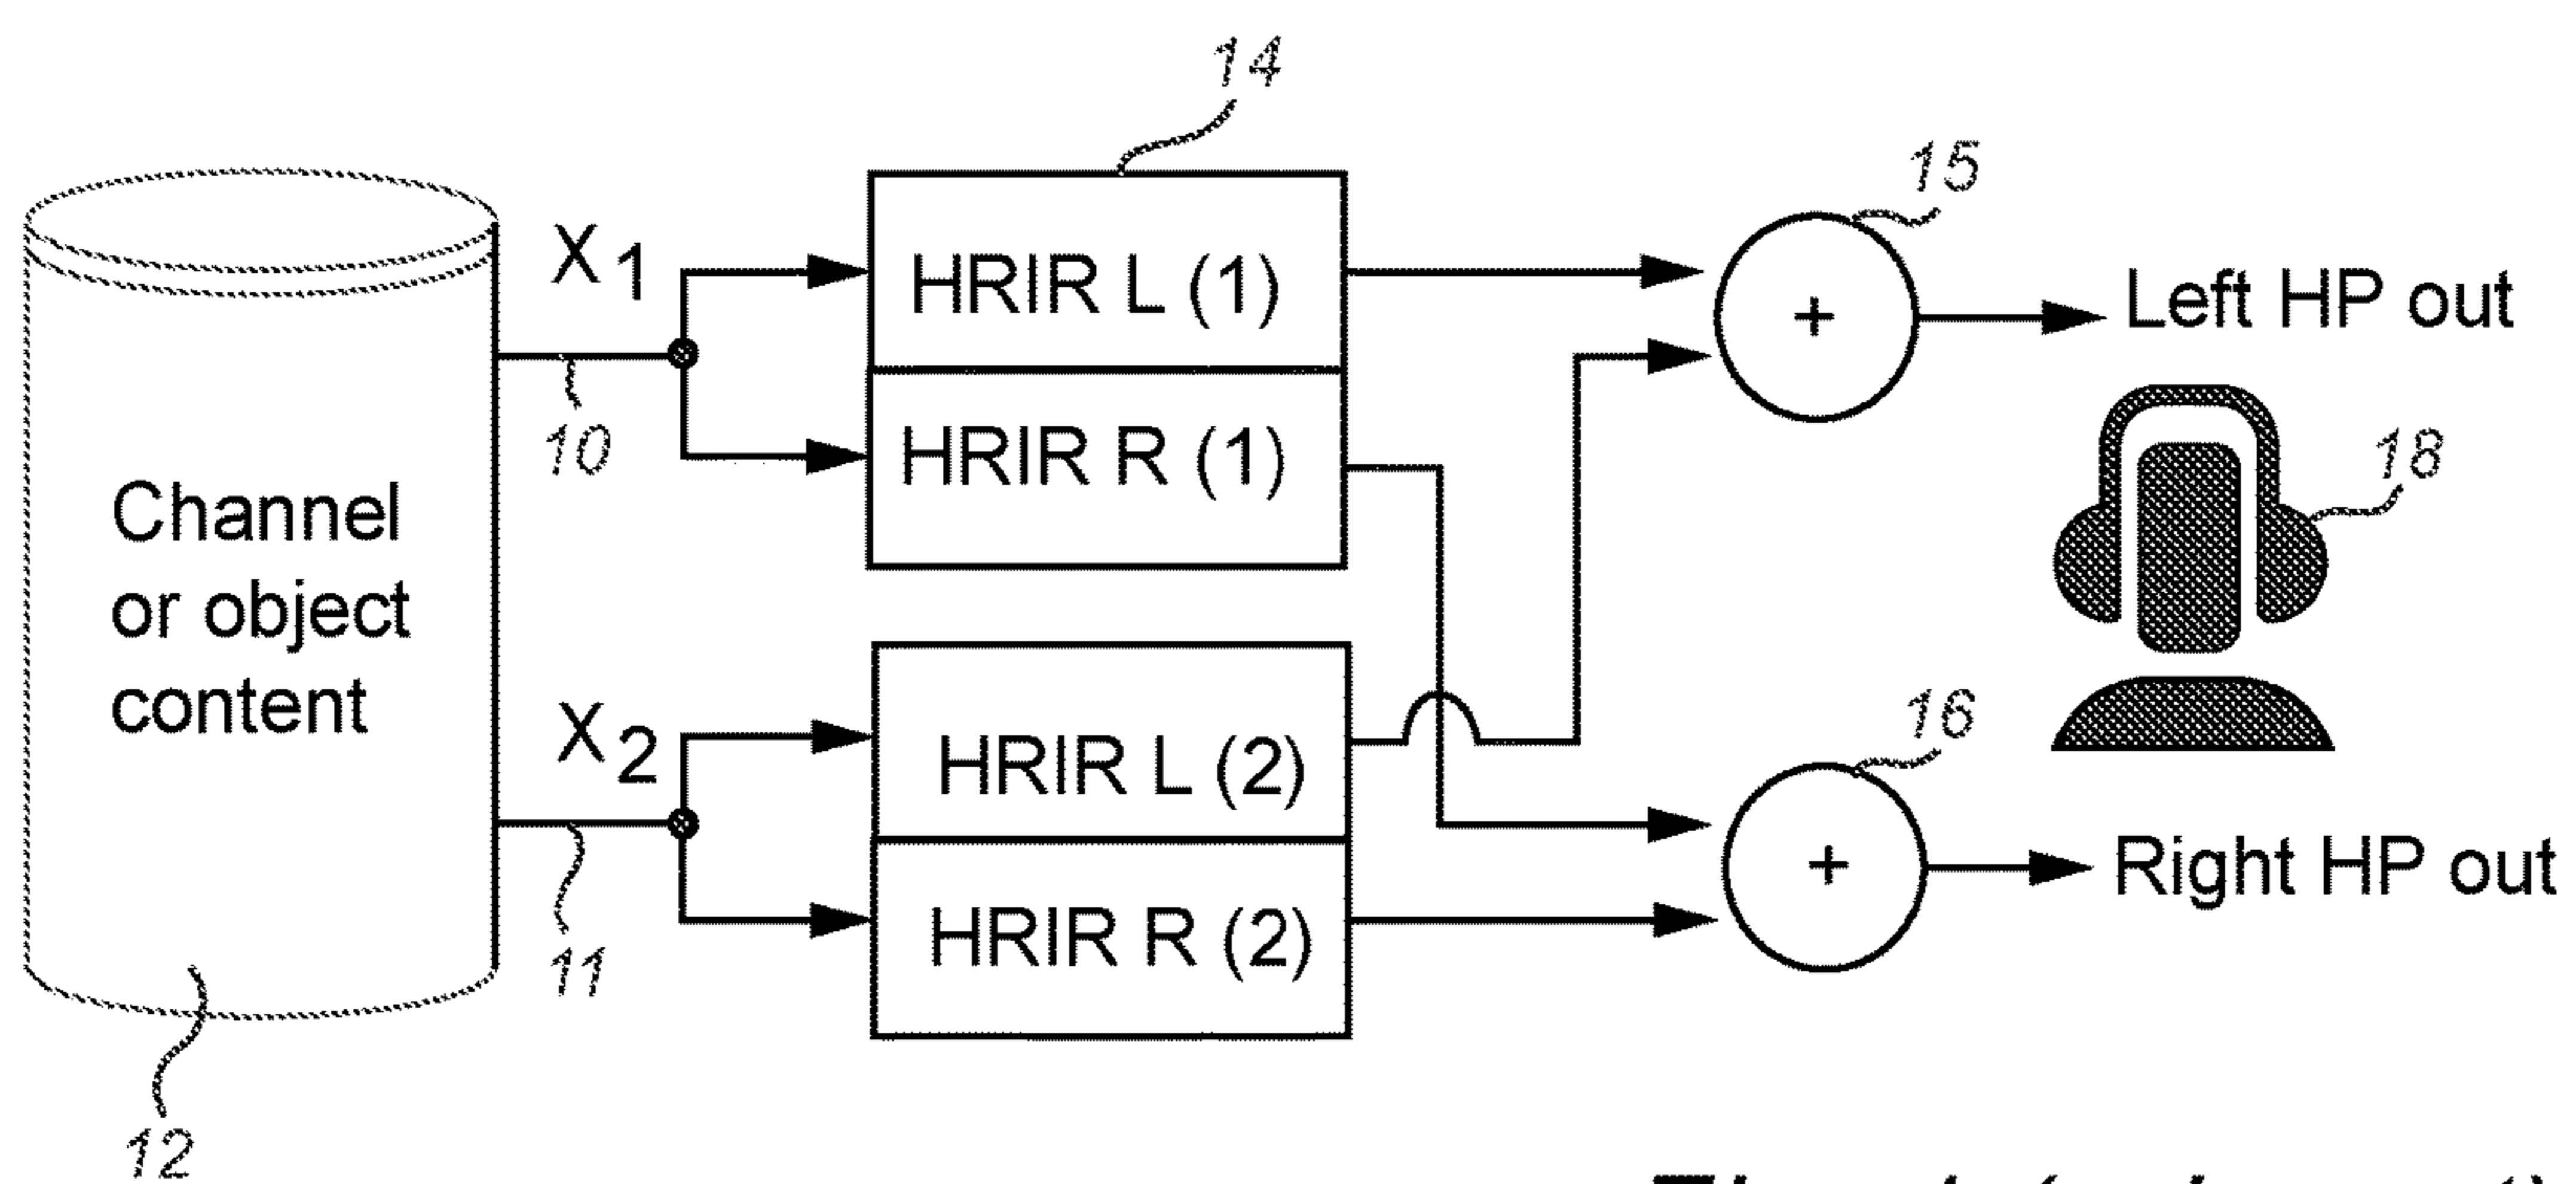 14
15
X1
HRIR L (1)
Left HP out
10
HRIR R (1)
18
Channel
or object
content
X2
HRIR L (2)
16
11
HRIR R (2)
Right HP out
12